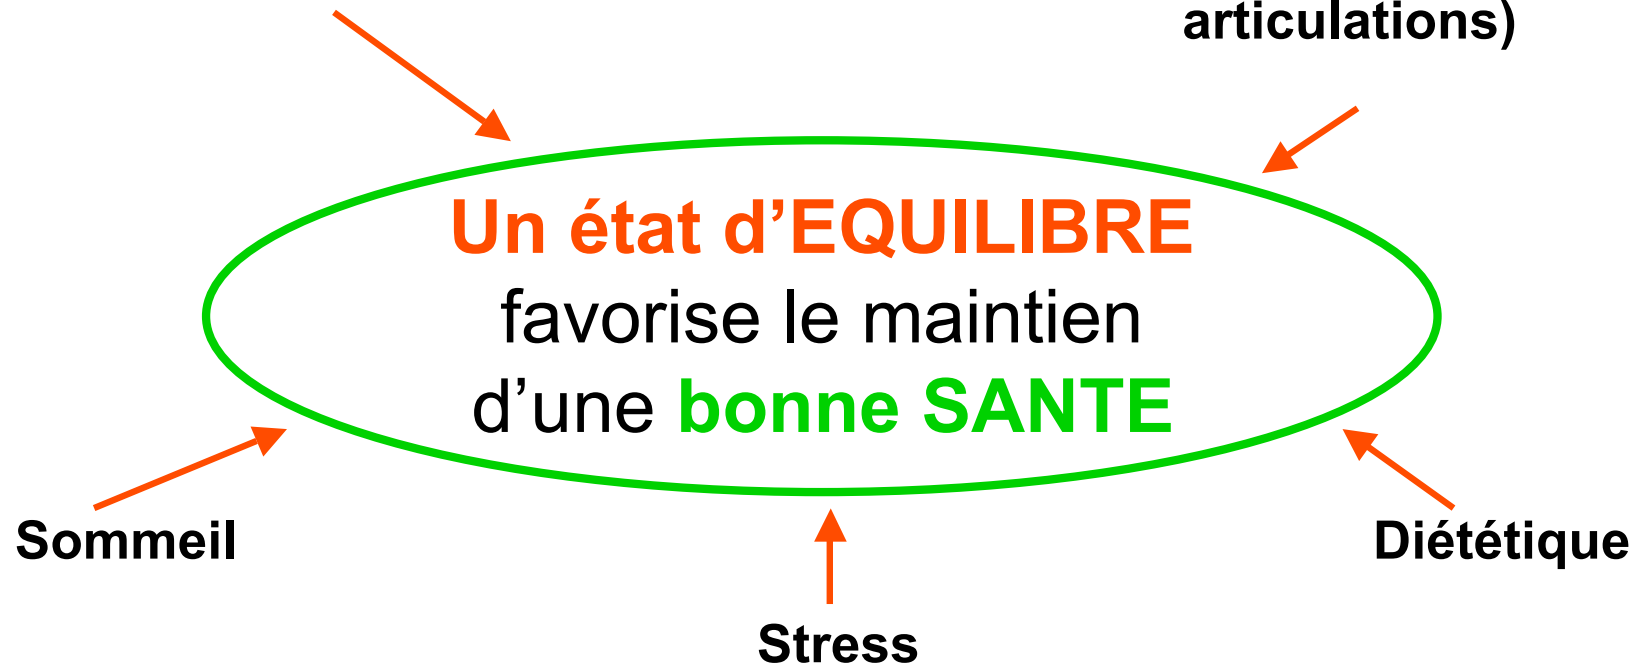 articulations)
Un état d’EQUILIBRE
favorise le maintien
d’une bonne SANTE
Sommeil
Diététique
Stress